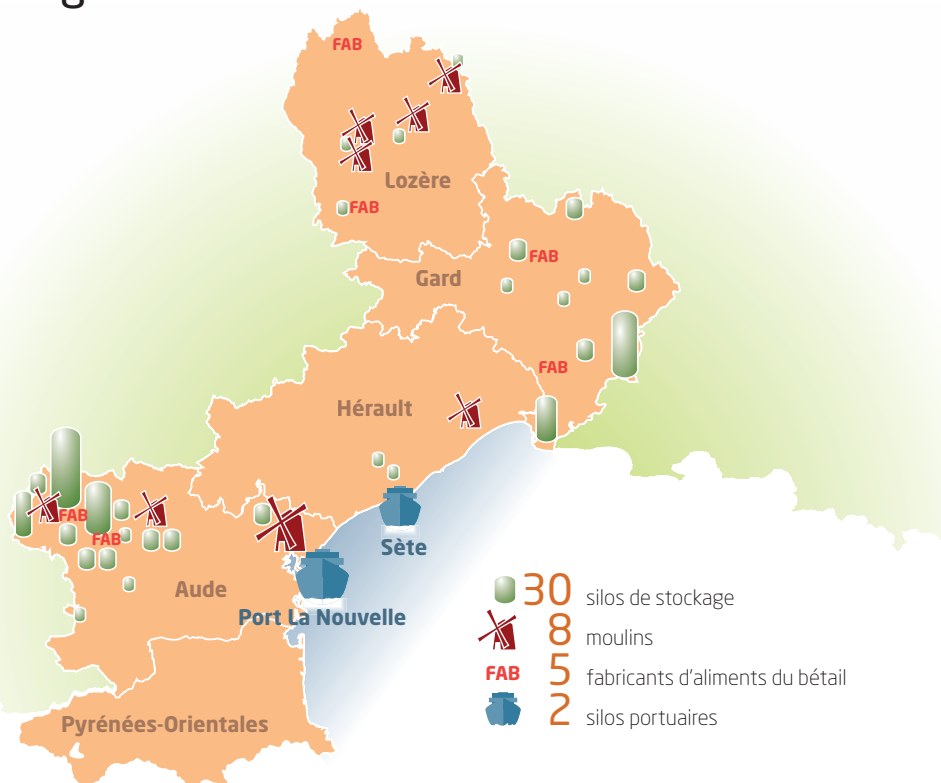 FAB
Lozère
FAB
FAB
Gard
FAB
Hérault
FAB
FAB
Sète
Aude
Port La Nouvelle
Pyrénées-Orientales
30 silos de stockage
8 moulins
FAB 5 fabricants d'aliments du bétail
2 silos portuaires